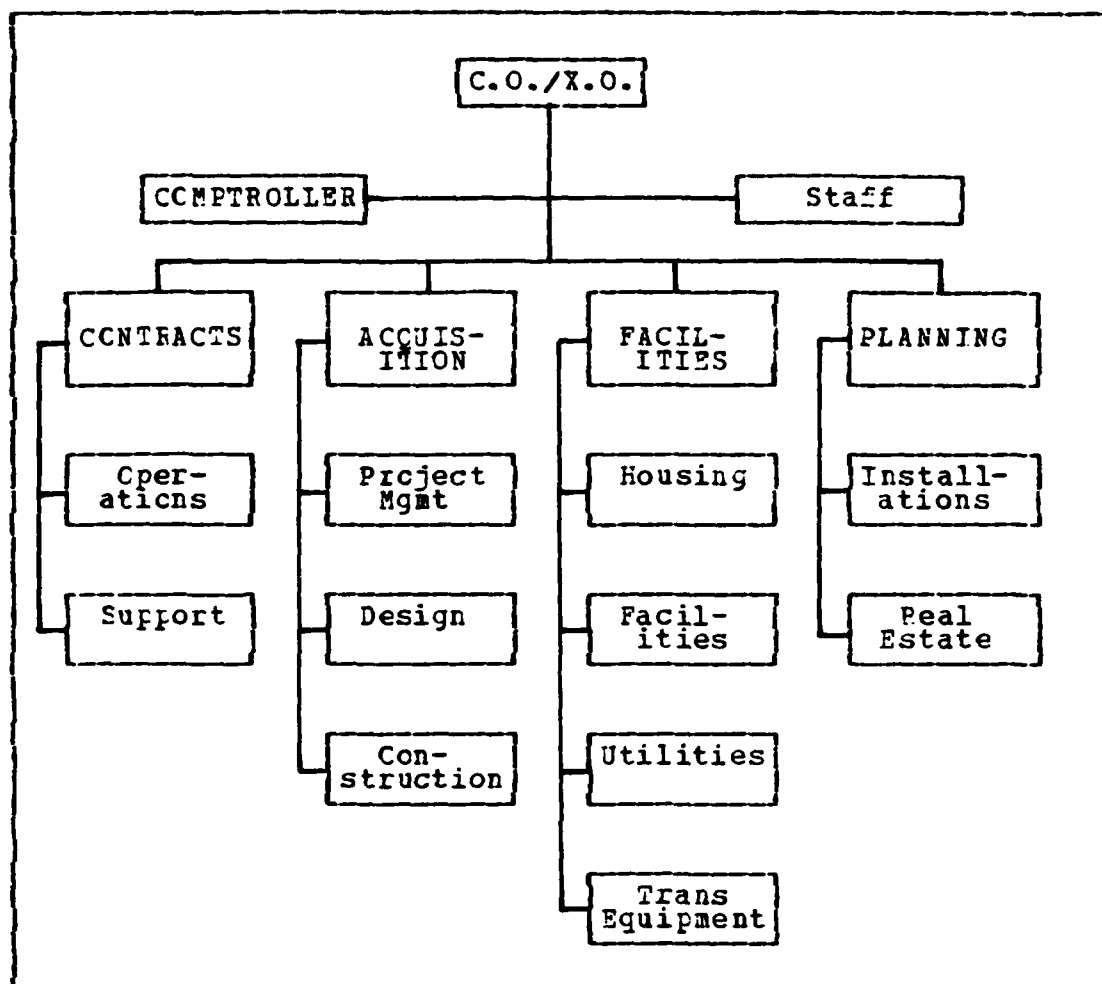 C.O./X.O.
COMPTROLLER
Staff
CONTRACTS
ACQUIS-
ITION
FACIL-
ITIES
PLANNING
Oper-
ations
Project
Mgmt
Housing
Install-
ations
Support
Design
Facil-
ities
Real
Estate
Con-
struction
Utilities
Trans
Equipment